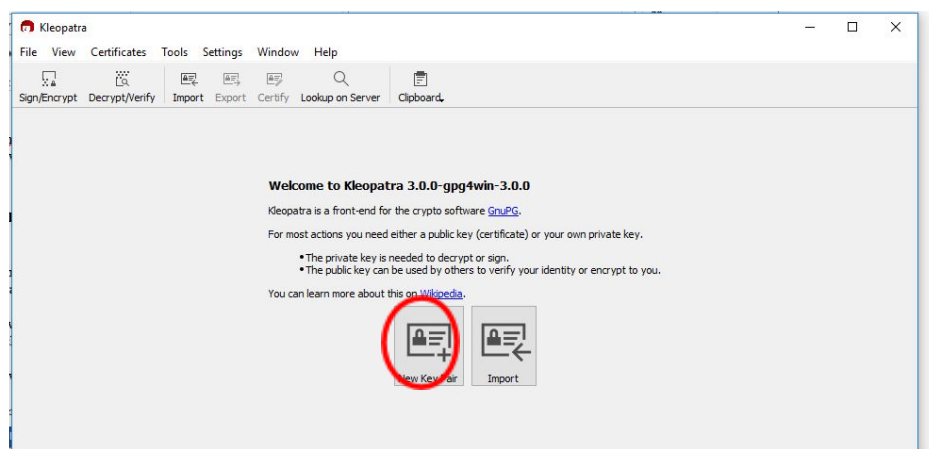 Kleopatra
File View Certificates Tools Settings Window Help
Sign/Encrypt Decrypt/Verify Import Export Certify Lookup on Server Clipboard
Welcome to Kleopatra 3.0.0-gpg4win-3.0.0
Kleopatra is a front-end for the crypto software GnuPG.
For most actions you need either a public key (certificate) or your own private key.
•The private key is needed to decrypt or sign.
•The public key can be used by others to verify your identity or encrypt to you.
You can learn more about this on Wikipedia.
New Key Pair Import